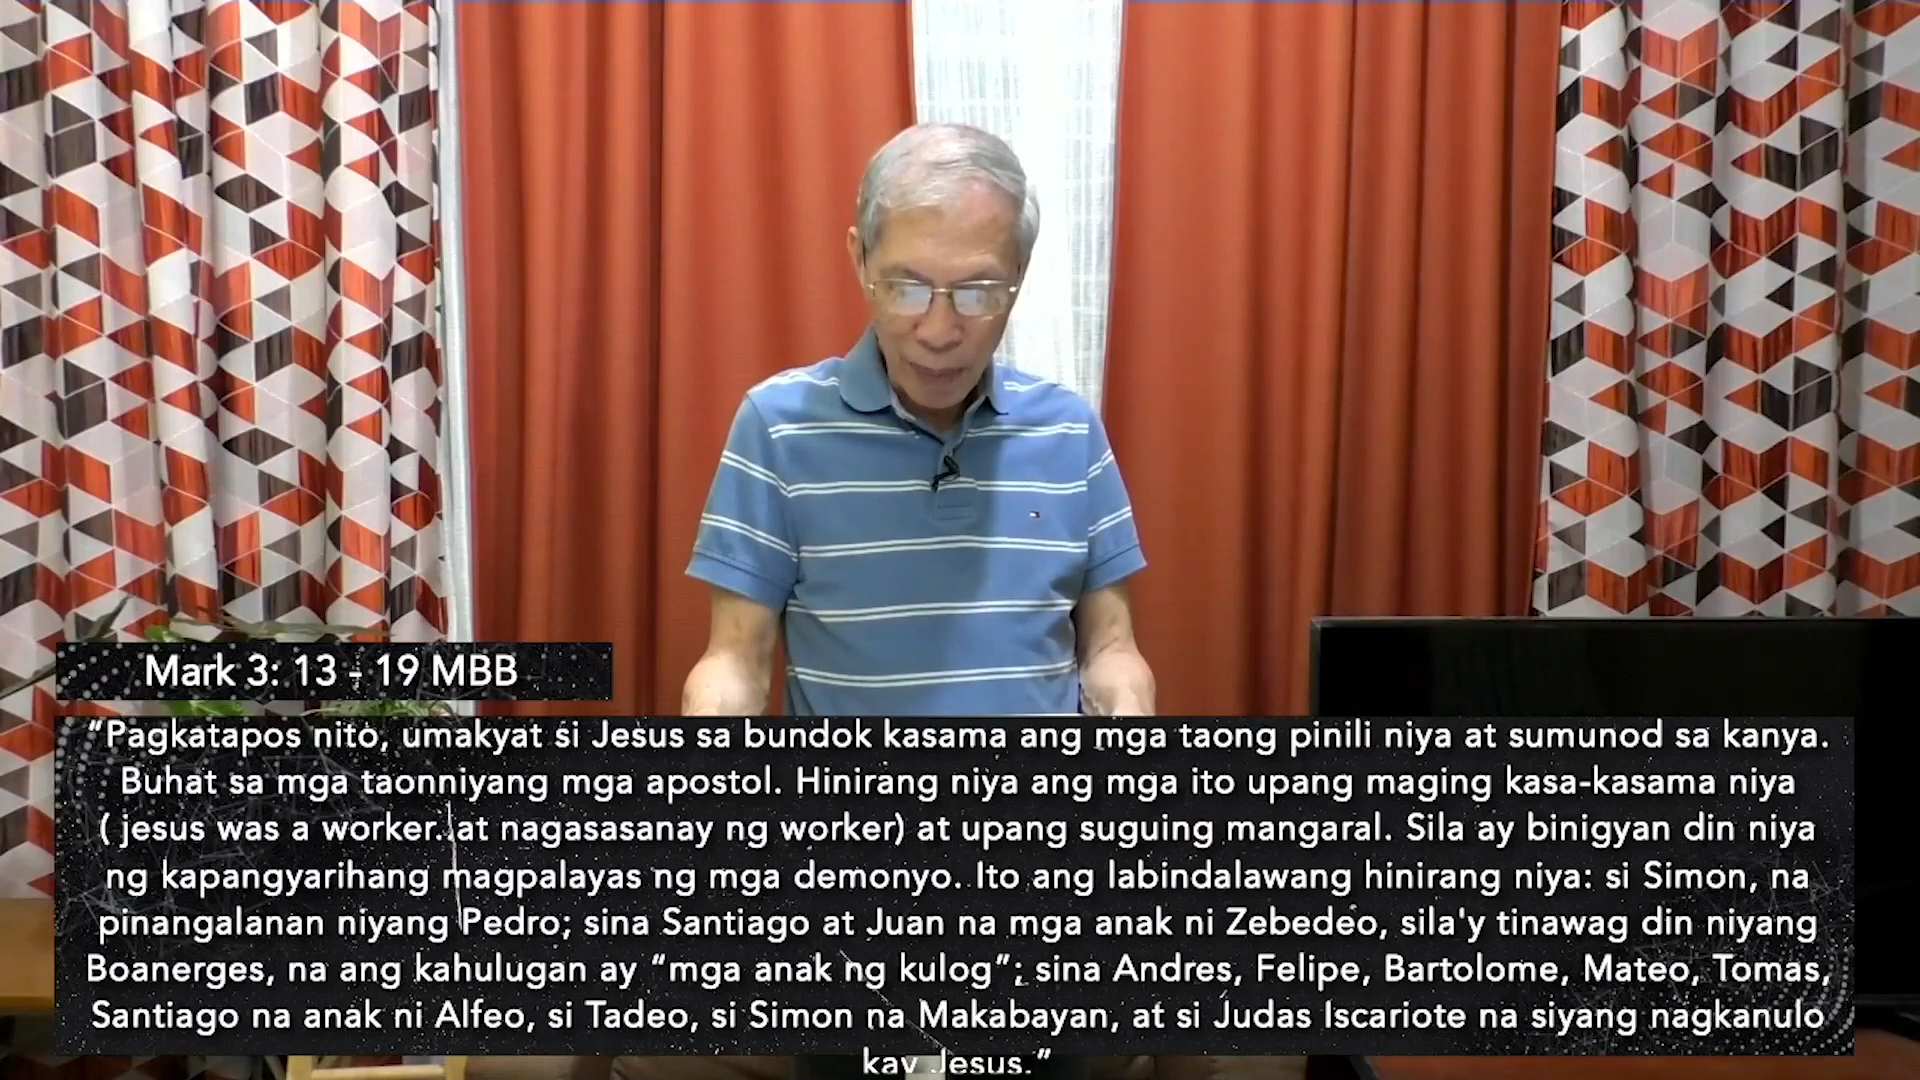 Mark 3: 13 - 19 MBB
“Pagkatapos nito, umakyat si Jesus sa bundok kasama ang mga taong pinili niya at sumunod sa kanya.
Buhat sa mga taonniyang mga apostol. Hinirang niya ang mga ito upang maging kasa-kasama niya
( jesus was a worker..at nagasasanay ng worker) at upang suguing mangaral. Sila ay binigyan din niya
ng kapangyarihang magpalayas ng mga demonyo. Ito ang labindalawang hinirang niya: si Simon, na
pinangalanan niyang Pedro; sina Santiago at Juan na mga anak ni Zebedeo, sila'y tinawag din niyang
Boanerges, na ang kahulugan ay “mga anak ng kulog”; sina Andres, Felipe, Bartolome, Mateo, Tomas,
Santiago na anak ni Alfeo, si Tadeo, si Simon na Makabayan, at si Judas Iscariote na siyang nagkanulo
kay Jesus.”